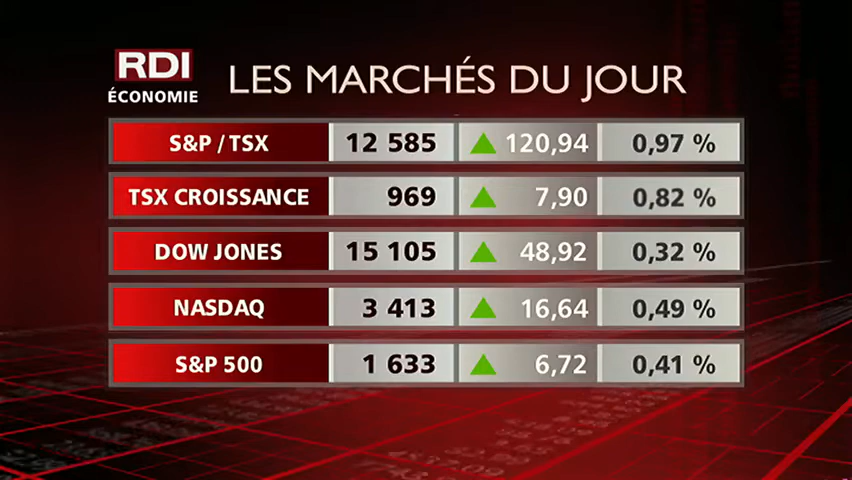 RDI
ÉCONOMIE
LES MARCHÉS DU JOUR
S&P / TSX 12 585 ▲ 120,94 0,97 %
TSX CROISSANCE 969 ▲ 7,90 0,82 %
DOW JONES 15 105 ▲ 48,92 0,32 %
NASDAQ 3 413 ▲ 16,64 0,49 %
S&P 500 1 633 ▲ 6,72 0,41 %